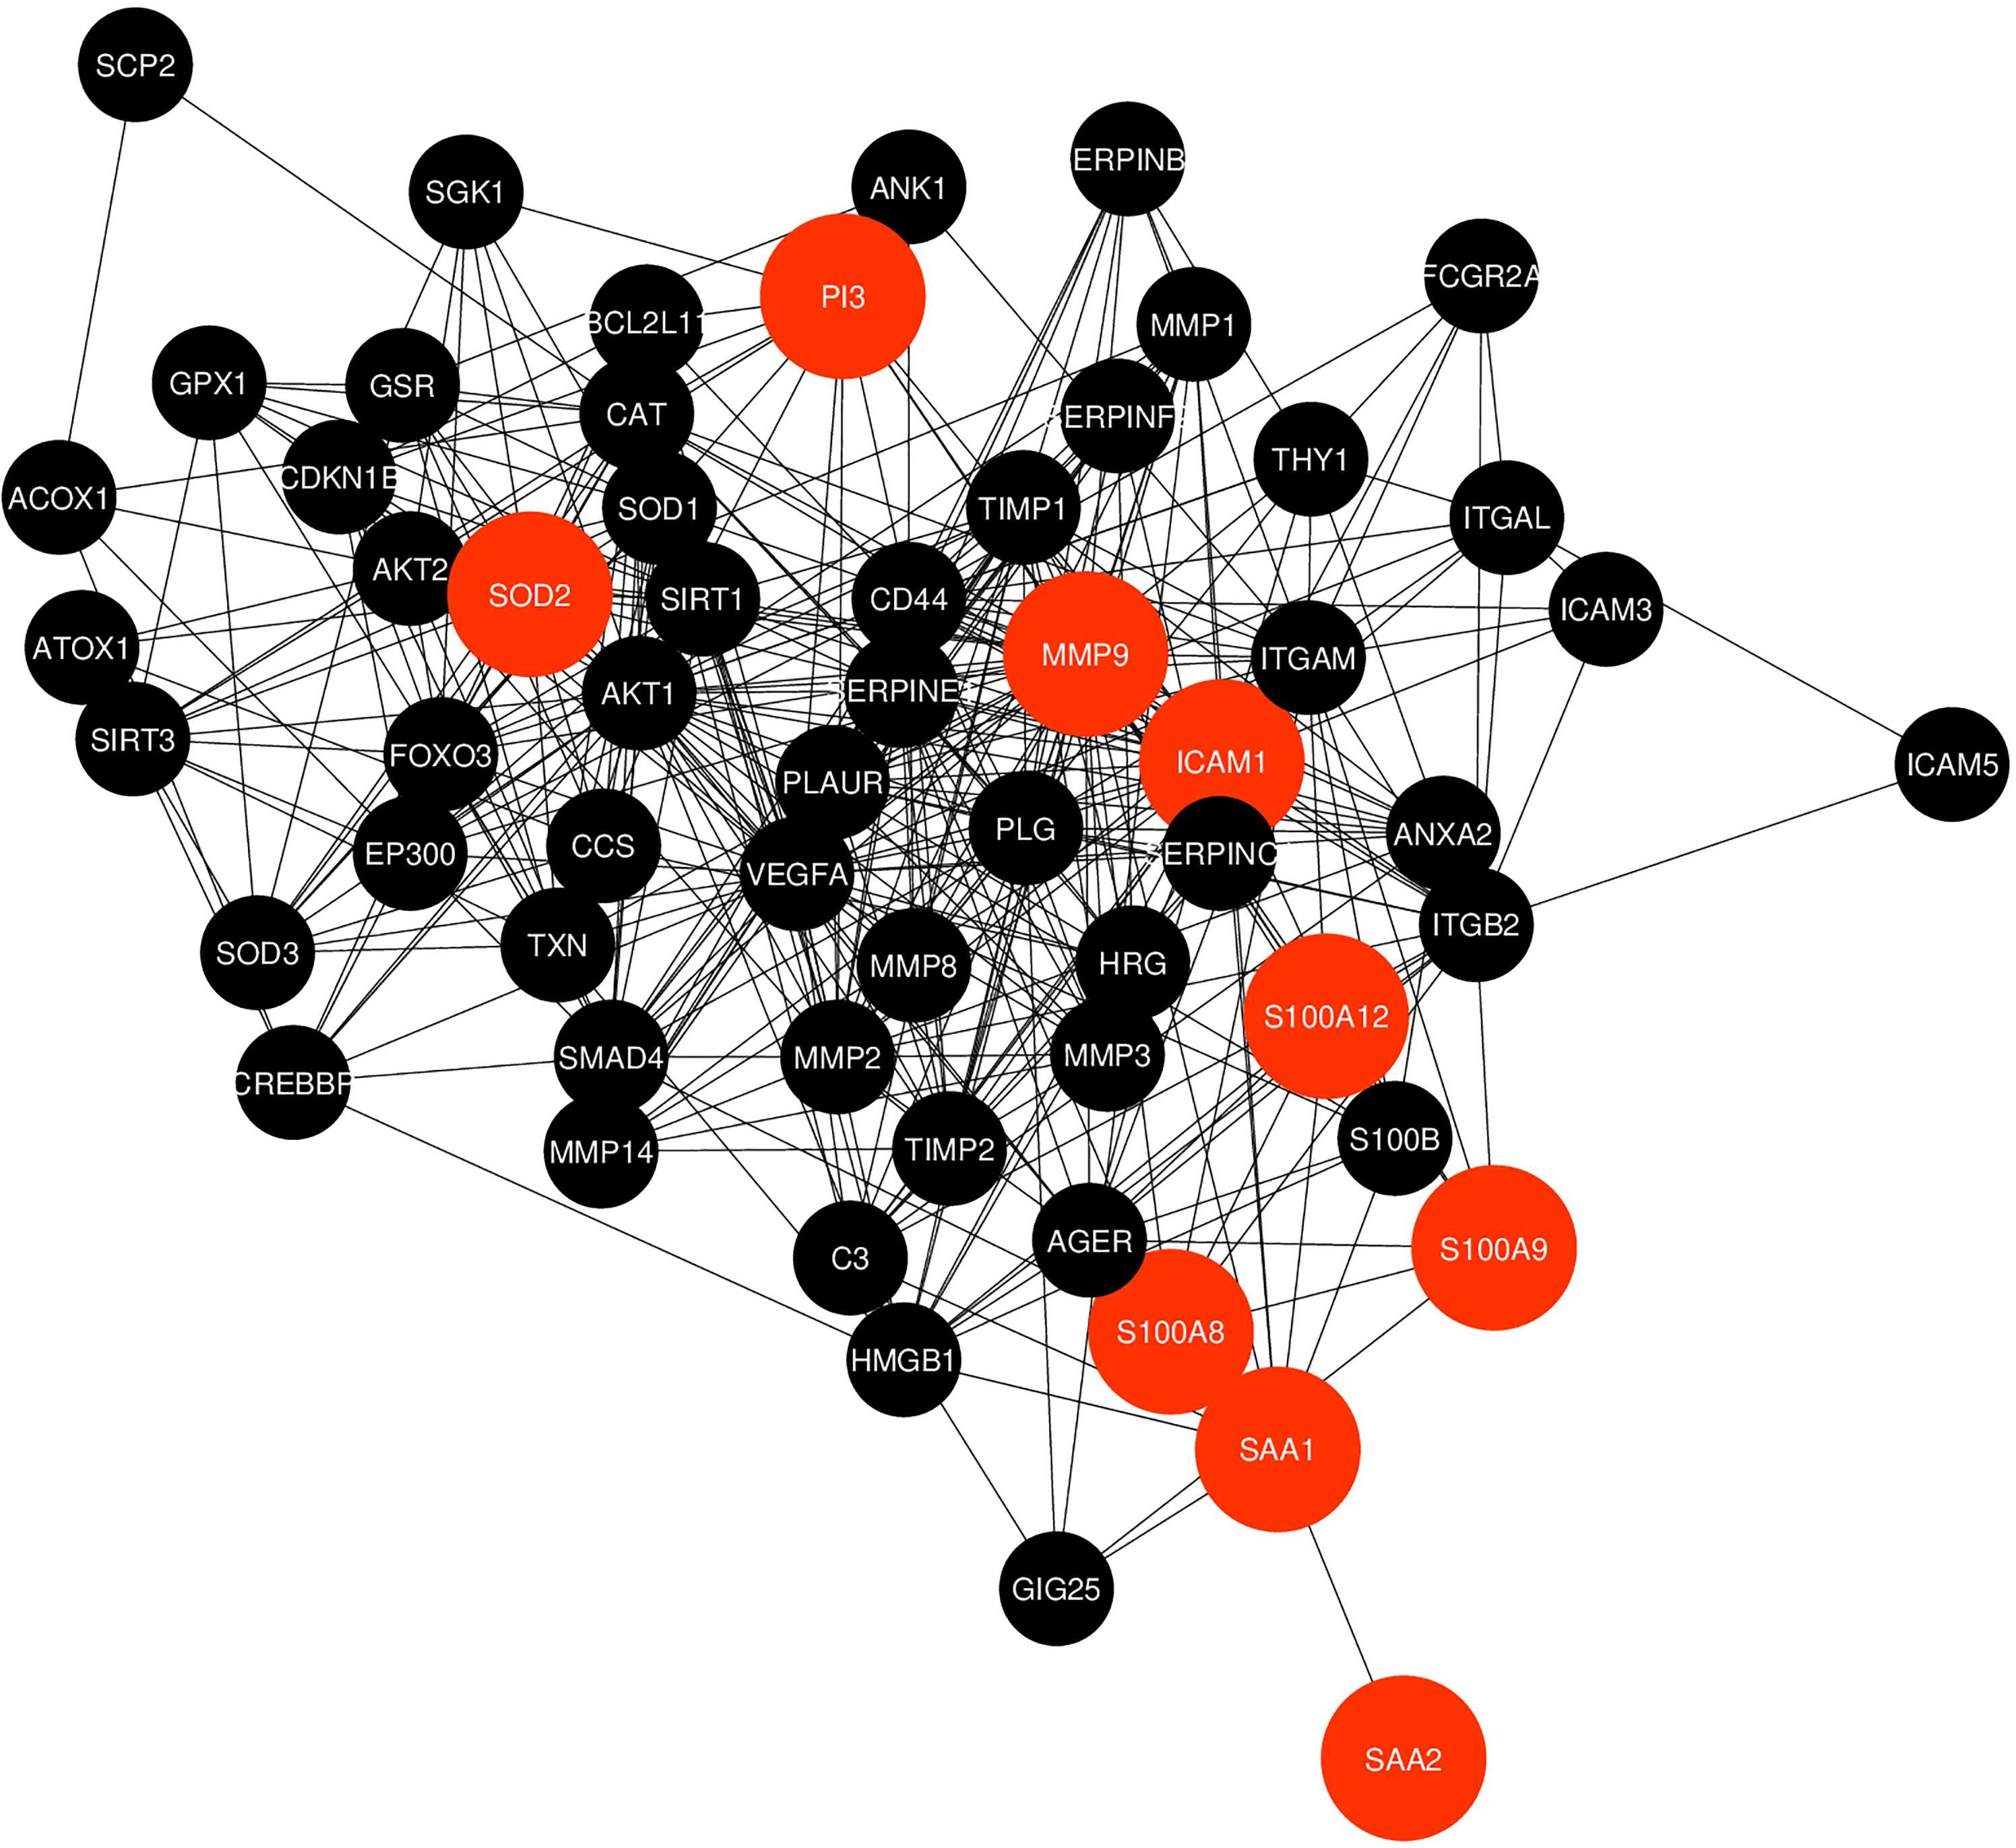 SCP2
ERPINB
ANK1
SGK1
FCGR2A
PI3
BCL2L11
MMP1
GPX1
GSR
CAT
SERPINF
THY1
CDKN1B
ACOX1
SOD1
TIMP1
ITGAL
AKT2
SOD2
SIRT1
CD44
ICAM3
ATOX1
MMP9
ITGAM
AKT1
SERPINE
SIRT3
FOXO3
ICAM1
ICAM5
PLAUR
PLG
ANXA2
CCS
EP300
SERPINC
VEGFA
ITGB2
TXN
SOD3
MMP8
HRG
S100A12
SMAD4
MMP2
MMP3
CREBBP
S100B
MMP14
TIMP2
AGER
S100A9
C3
S100A8
HMGB1
SAA1
GIG25
SAA2